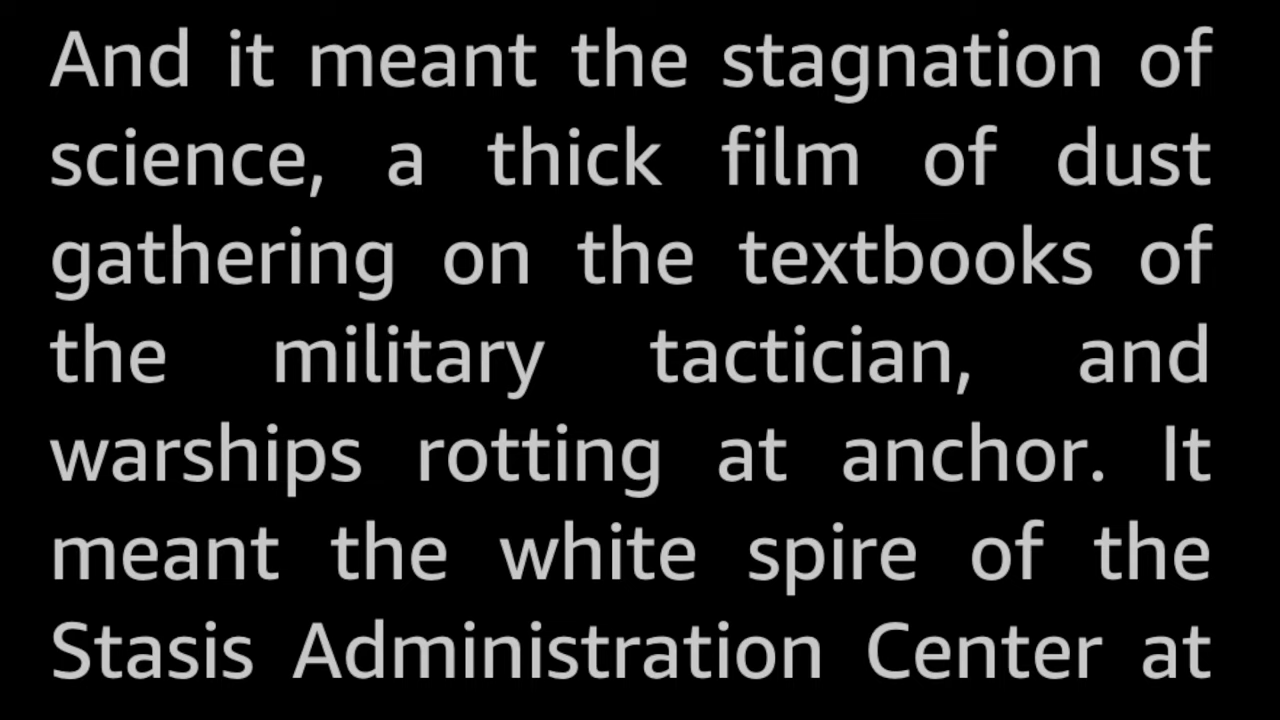 And it meant the stagnation of
science, a thick film of dust
gathering on the textbooks of
the military tactician, and
warships rotting at anchor. It
meant the white spire of the
Stasis Administration Center at